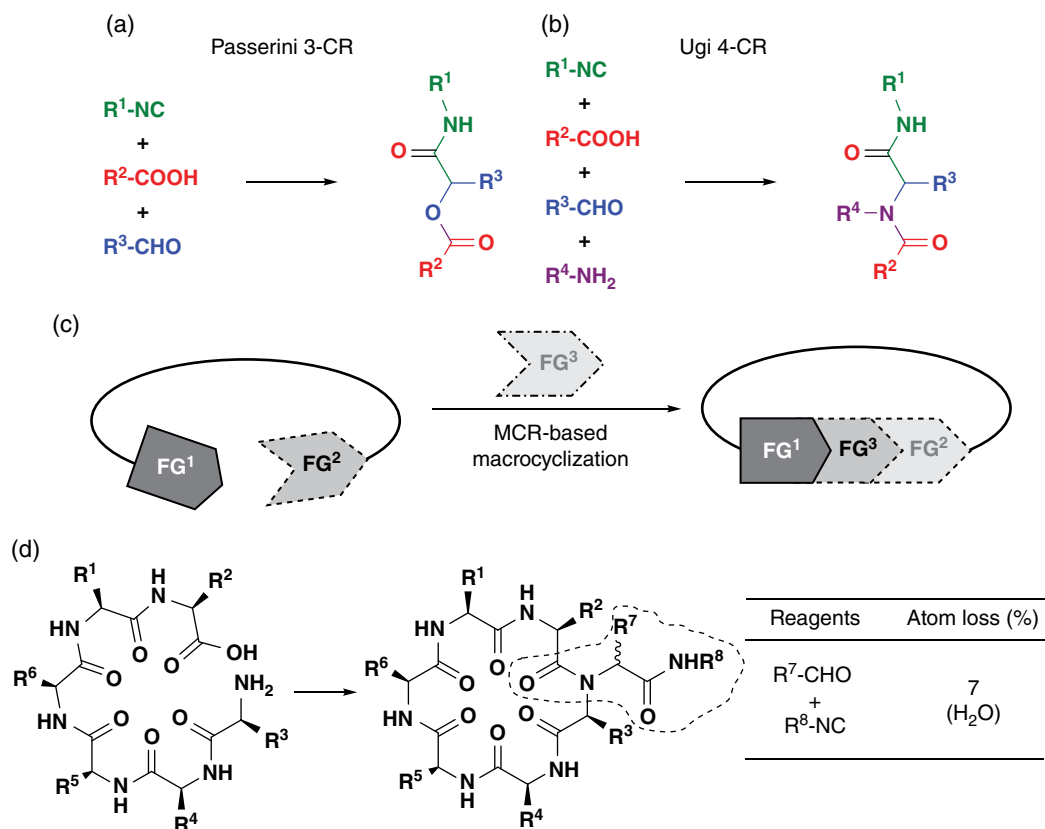 (a)
Passerini 3-CR
R¹-NC
+
R²-COOH
+
R³-CHO
R¹
NH
O
R³
O
O
R²
(b)
Ugi 4-CR
R¹-NC
+
R²-COOH
+
R³-CHO
+
R⁴-NH₂
R¹
NH
O
R³
R⁴
N
O
R²
(c)
FG¹
FG²
FG³
MCR-based
macrocyclization
FG¹
FG³
FG²
(d)
R¹
H
N
R²
HN
O
O
OH
R⁶
O
NH₂
NH
O
O
O
R³
R⁵
N
H
NH
R⁴
R¹
H
N
R²
R⁷
HN
O
O
NHR⁸
R⁶
O
O
N
O
NH
O
O
O
R³
R⁵
N
H
NH
R⁴
Reagents
Atom loss (%)
R⁷-CHO
+
R⁸-NC
7
(H₂O)